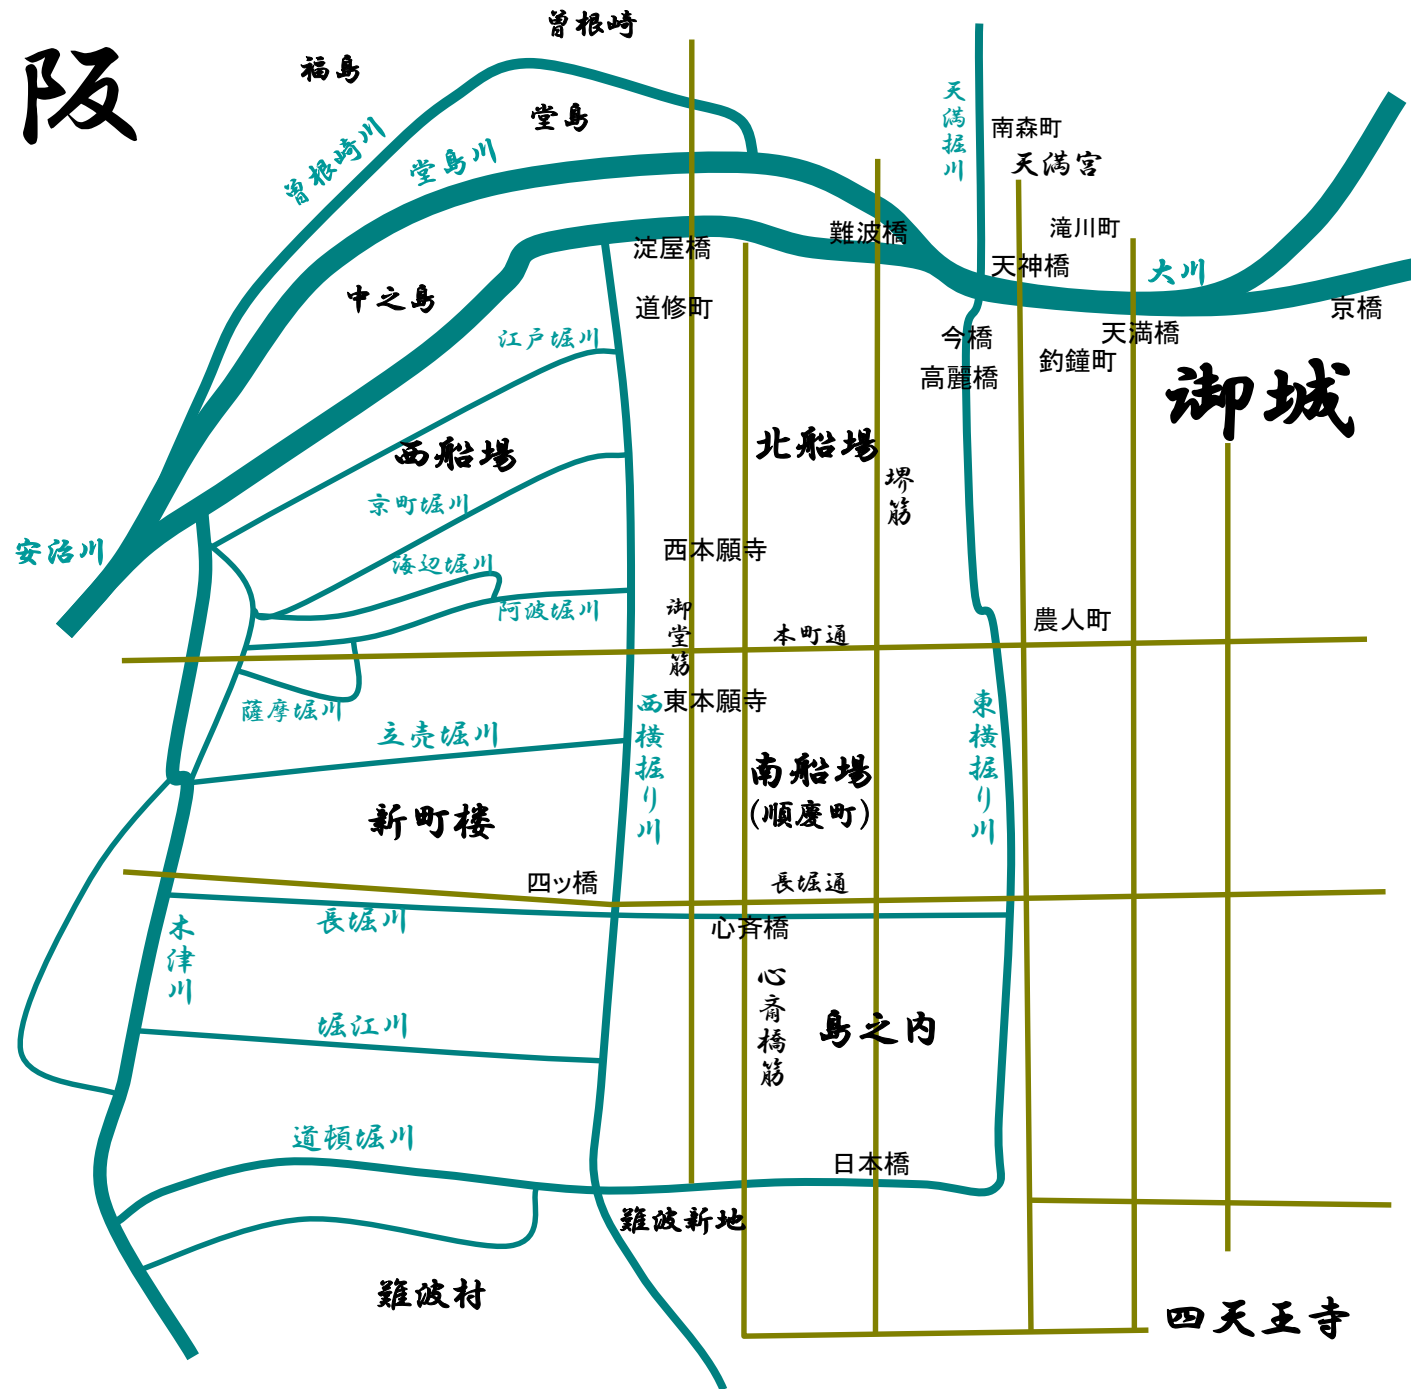 曽根崎
阪
福島
堂島
曽根崎川
堂島川
天満掘川
南森町
天満宮
滝川町
難波橋
淀屋橋
天神橋
大川
中之島
道修町
京橋
江戸堀川
今橋
天満橋
釣鐘町
高麗橋
御城
西船場
北船場
堺筋
京町堀川
安治川
西本願寺
海辺堀川
阿波堀川
御堂筋
本町通
農人町
東本願寺
薩摩堀川
立売堀川
西横掘り川
東横掘り川
南船場
(順慶町)
新町楼
四ッ橋
長堀通
長堀川
心斉橋
木津川
心斎橋筋
堀江川
島之内
道頓堀川
日本橋
難波新地
難波村
四天王寺